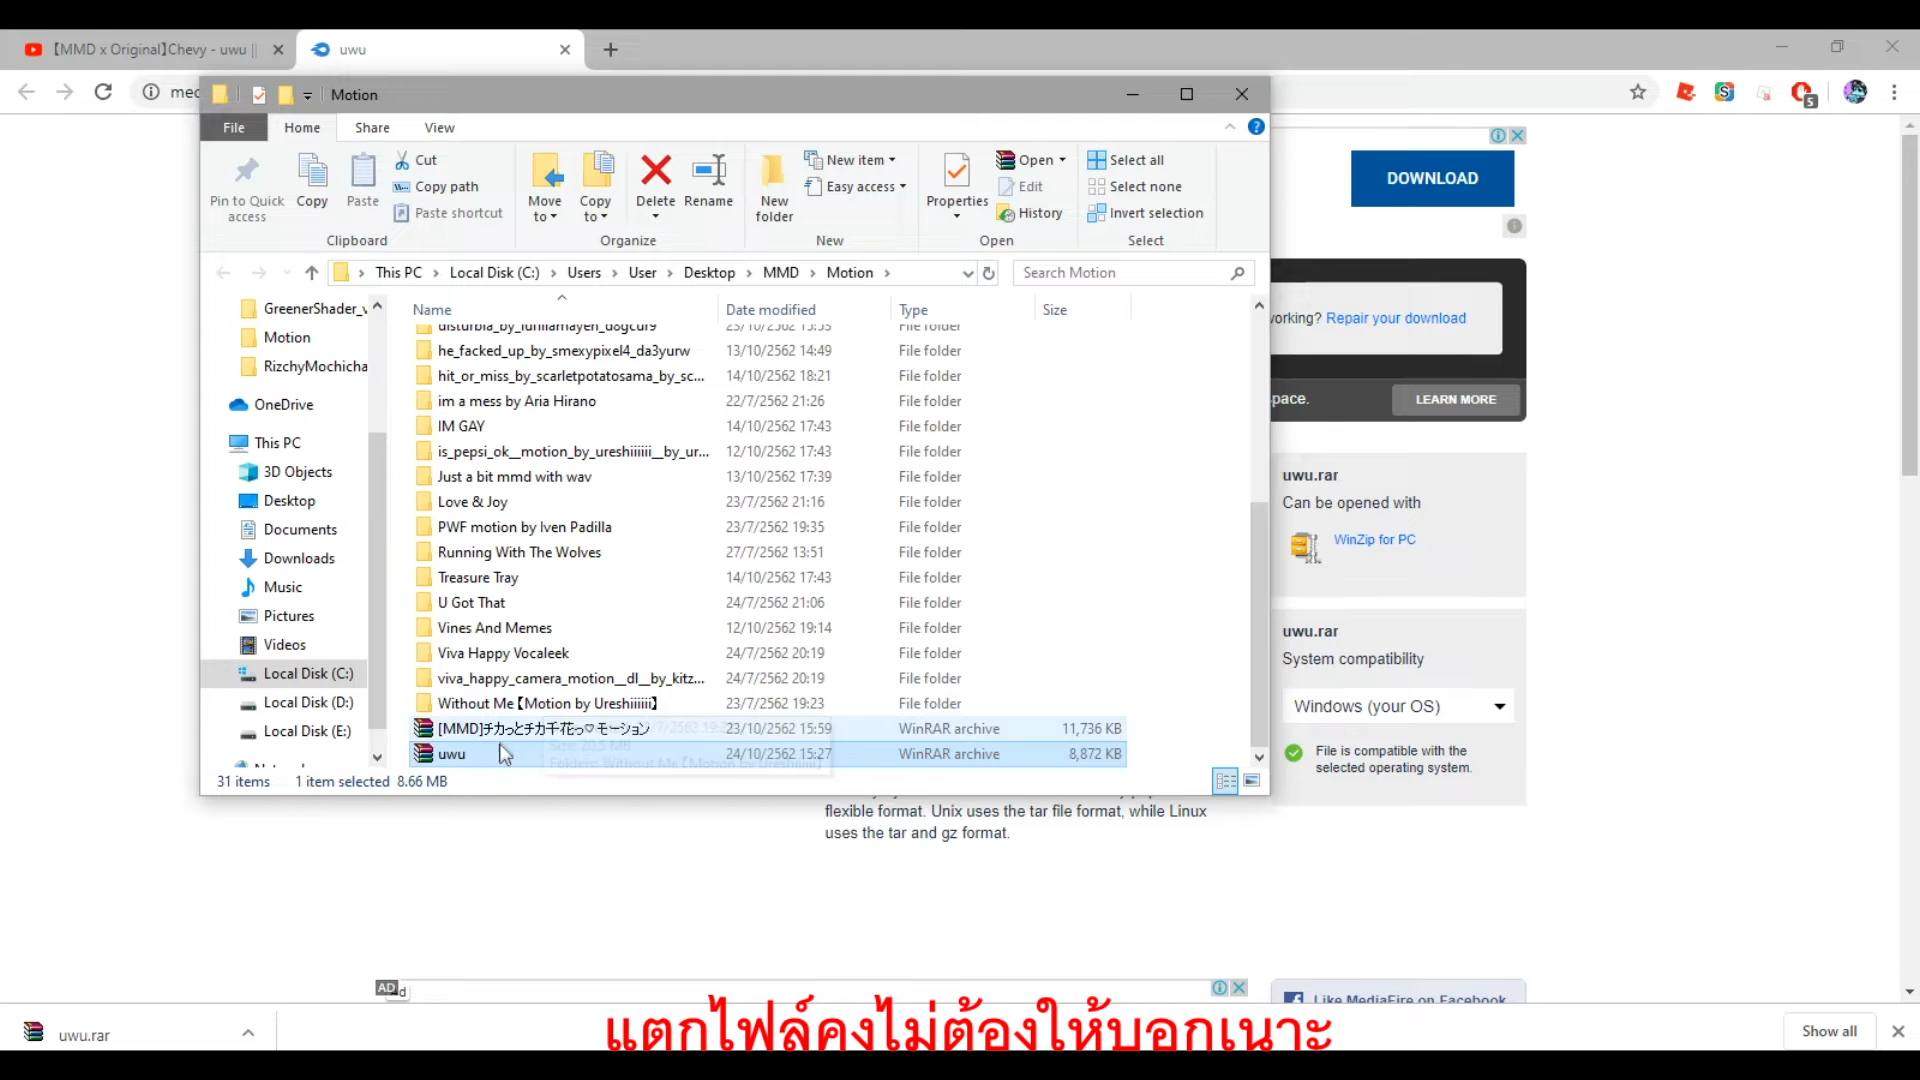 【MMD x Original】Chevy - uwu ||
uwu
Motion
File
Home
Share
View
Pin to Quick access
Copy
Paste
Cut
Copy path
Paste shortcut
Clipboard
Move to
Copy to
Delete
Rename
Organize
New folder
New item
Easy access
New
Properties
Open
Edit
History
Open
Select all
Select none
Invert selection
Select
This PC
Local Disk (C:)
Users
User
Desktop
MMD
Motion
Search Motion
GreenerShader_v
Motion
RizchyMochicha
OneDrive
This PC
3D Objects
Desktop
Documents
Downloads
Music
Pictures
Videos
Local Disk (C:)
Local Disk (D:)
Local Disk (E:)
Name
Date modified
Type
Size
he_facked_up_by_smexypixel4_da3yurw 13/10/2562 14:49 File folder
hit_or_miss_by_scarletpotatosama_by_sc... 14/10/2562 18:21 File folder
im a mess by Aria Hirano 22/7/2562 21:26 File folder
IM GAY 14/10/2562 17:43 File folder
is_pepsi_ok__motion_by_ureshiiiiii__by_ur... 12/10/2562 17:43 File folder
Just a bit mmd with wav 13/10/2562 17:39 File folder
Love & Joy 23/7/2562 21:16 File folder
PWF motion by Iven Padilla 23/7/2562 19:35 File folder
Running With The Wolves 27/7/2562 13:51 File folder
Treasure Tray 14/10/2562 17:43 File folder
U Got That 24/7/2562 21:06 File folder
Vines And Memes 12/10/2562 19:14 File folder
Viva Happy Vocaleek 24/7/2562 20:19 File folder
viva_happy_camera_motion__dl__by_kitz... 24/7/2562 20:19 File folder
Without Me【Motion by Ureshiiiiii】 23/7/2562 19:23 File folder
[MMD]チカっとチカ千花っ♡モーション 23/10/2562 15:59 WinRAR archive 11,736 KB
uwu 24/10/2562 15:27 WinRAR archive 8,872 KB
31 items
1 item selected 8.66 MB
DOWNLOAD
orking? Repair your download
pace.
LEARN MORE
uwu.rar
Can be opened with
WinZip for PC
uwu.rar
System compatibility
Windows (your OS)
File is compatible with the
selected operating system.
flexible format. Unix uses the tar file format, while Linux
uses the tar and gz format.
AD
Like MediaFire on Facebook
แตกไฟล์คงไม่ต้องให้บอกเนาะ
uwu.rar
Show all